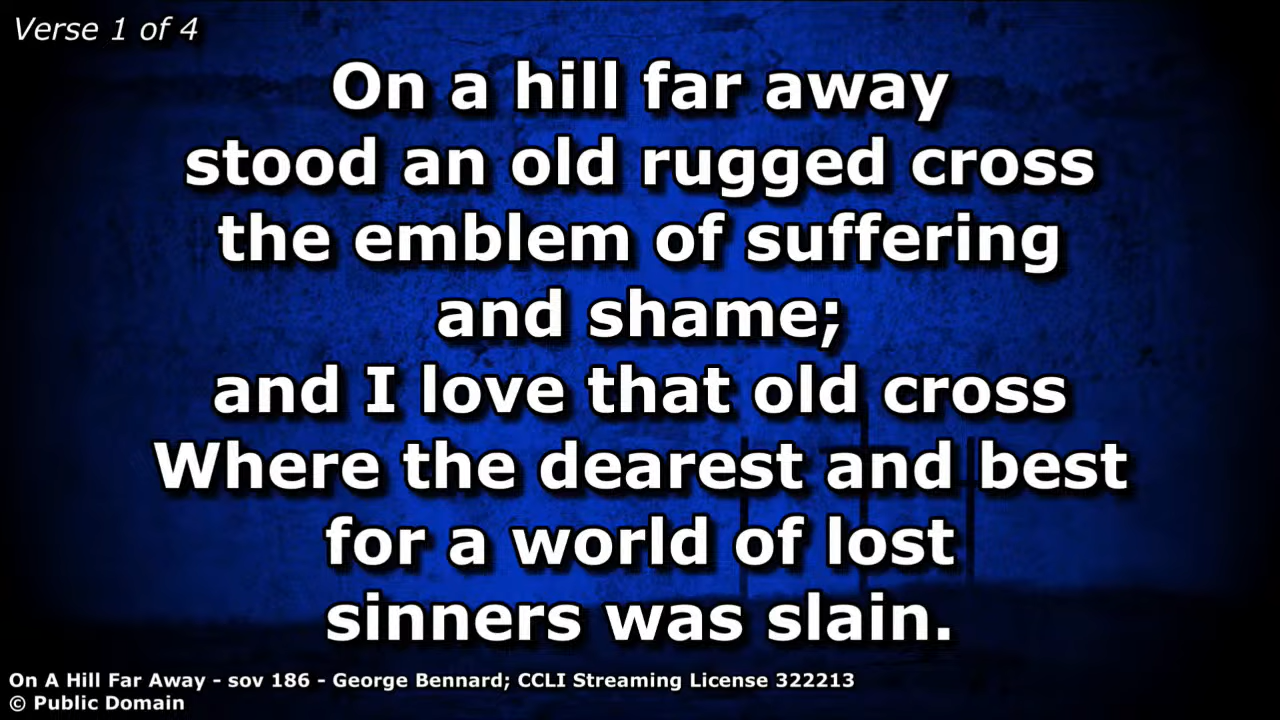 Verse 1 of 4
On a hill far away
stood an old rugged cross
the emblem of suffering
and shame;
and I love that old cross
Where the dearest and best
for a world of lost
sinners was slain.
On A Hill Far Away - sov 186 - George Bennard; CCLI Streaming License 322213
© Public Domain